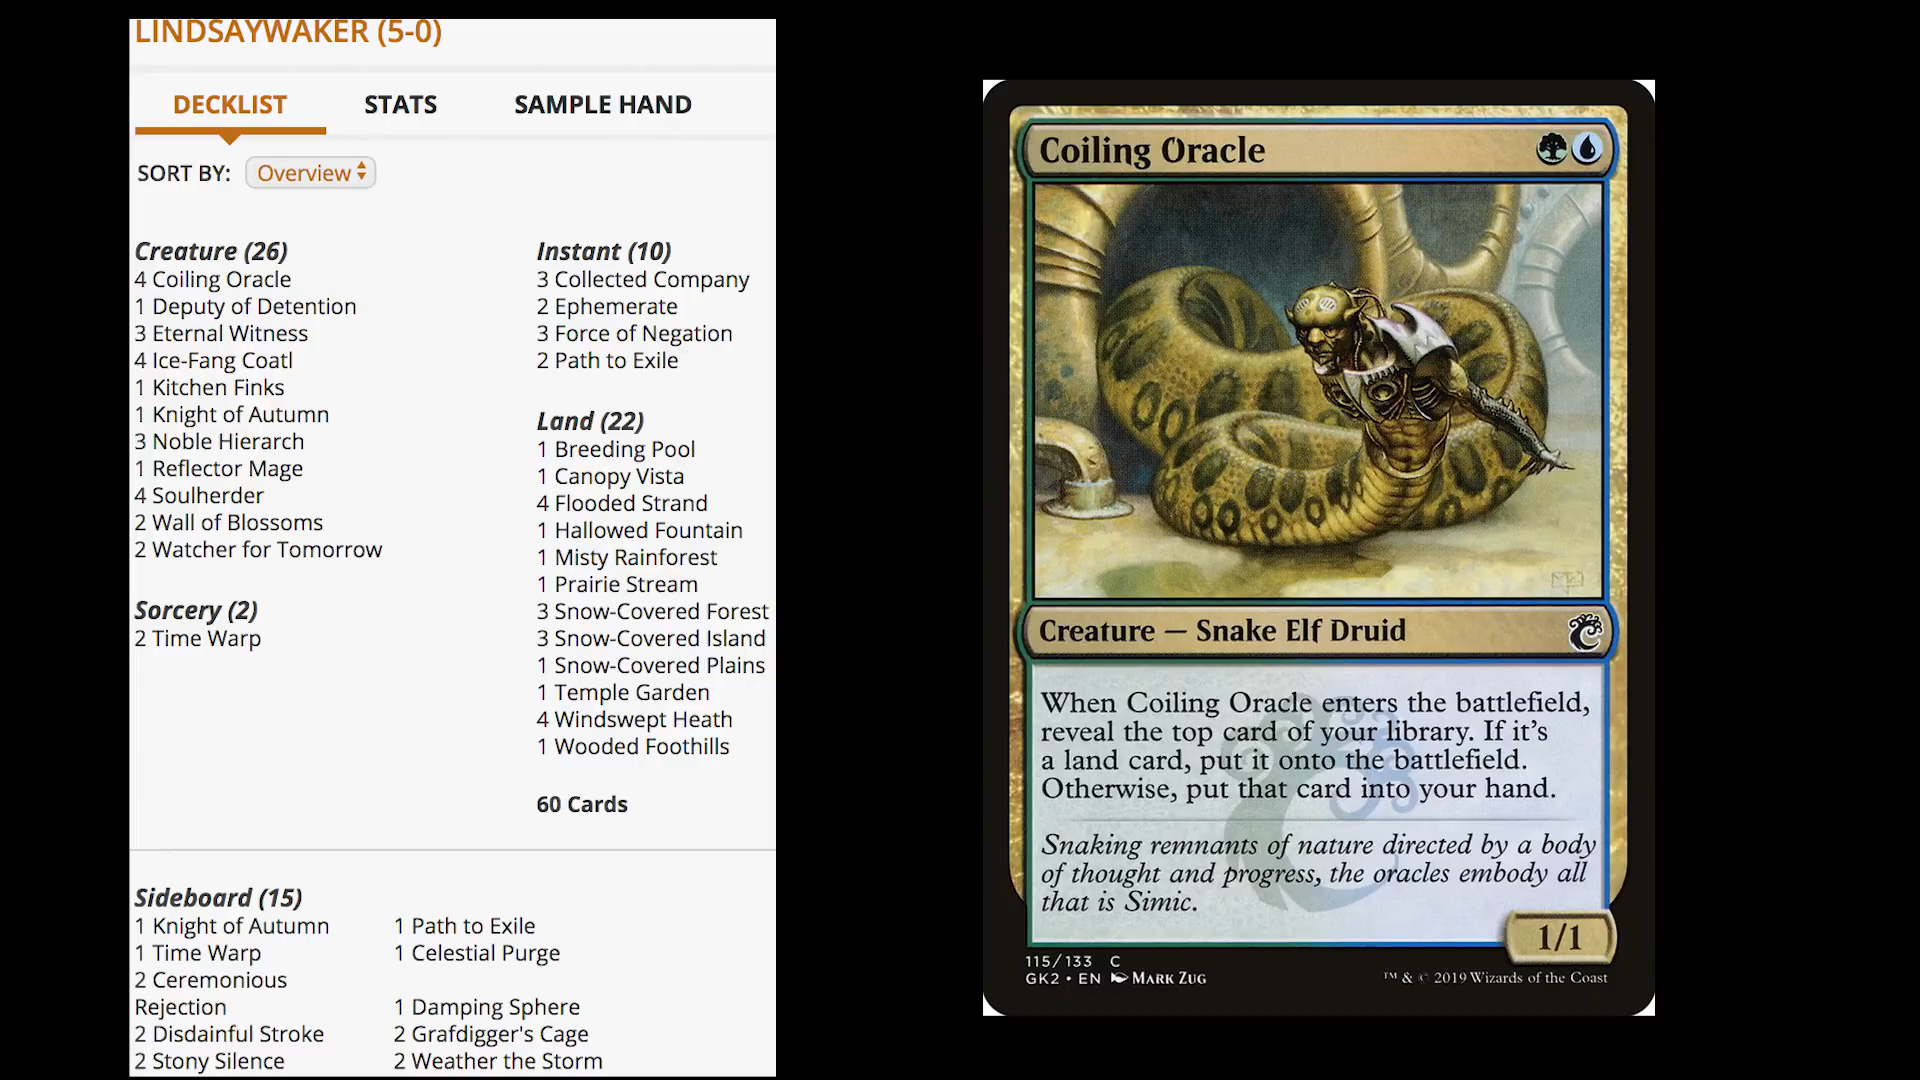 LINDSAYWAKER (5-0)
DECKLIST STATS SAMPLE HAND
SORT BY: Overview
Creature (26)
4 Coiling Oracle
1 Deputy of Detention
3 Eternal Witness
4 Ice-Fang Coatl
1 Kitchen Finks
1 Knight of Autumn
3 Noble Hierarch
1 Reflector Mage
4 Soulherder
2 Wall of Blossoms
2 Watcher for Tomorrow
Sorcery (2)
2 Time Warp
Instant (10)
3 Collected Company
2 Ephemerate
3 Force of Negation
2 Path to Exile
Land (22)
1 Breeding Pool
1 Canopy Vista
4 Flooded Strand
1 Hallowed Fountain
1 Misty Rainforest
1 Prairie Stream
3 Snow-Covered Forest
3 Snow-Covered Island
1 Snow-Covered Plains
1 Temple Garden
4 Windswept Heath
1 Wooded Foothills
60 Cards
Sideboard (15)
1 Knight of Autumn
1 Time Warp
2 Ceremonious
Rejection
2 Disdainful Stroke
2 Stony Silence
1 Path to Exile
1 Celestial Purge
1 Damping Sphere
2 Grafdigger's Cage
2 Weather the Storm
Coiling Oracle
Creature — Snake Elf Druid
When Coiling Oracle enters the battlefield,
reveal the top card of your library. If it's
a land card, put it onto the battlefield.
Otherwise, put that card into your hand.
Snaking remnants of nature directed by a body
of thought and progress, the oracles embody all
that is Simic.
1/1
115/133 C
GK2 • EN MARK ZUG
™ & © 2019 Wizards of the Coast